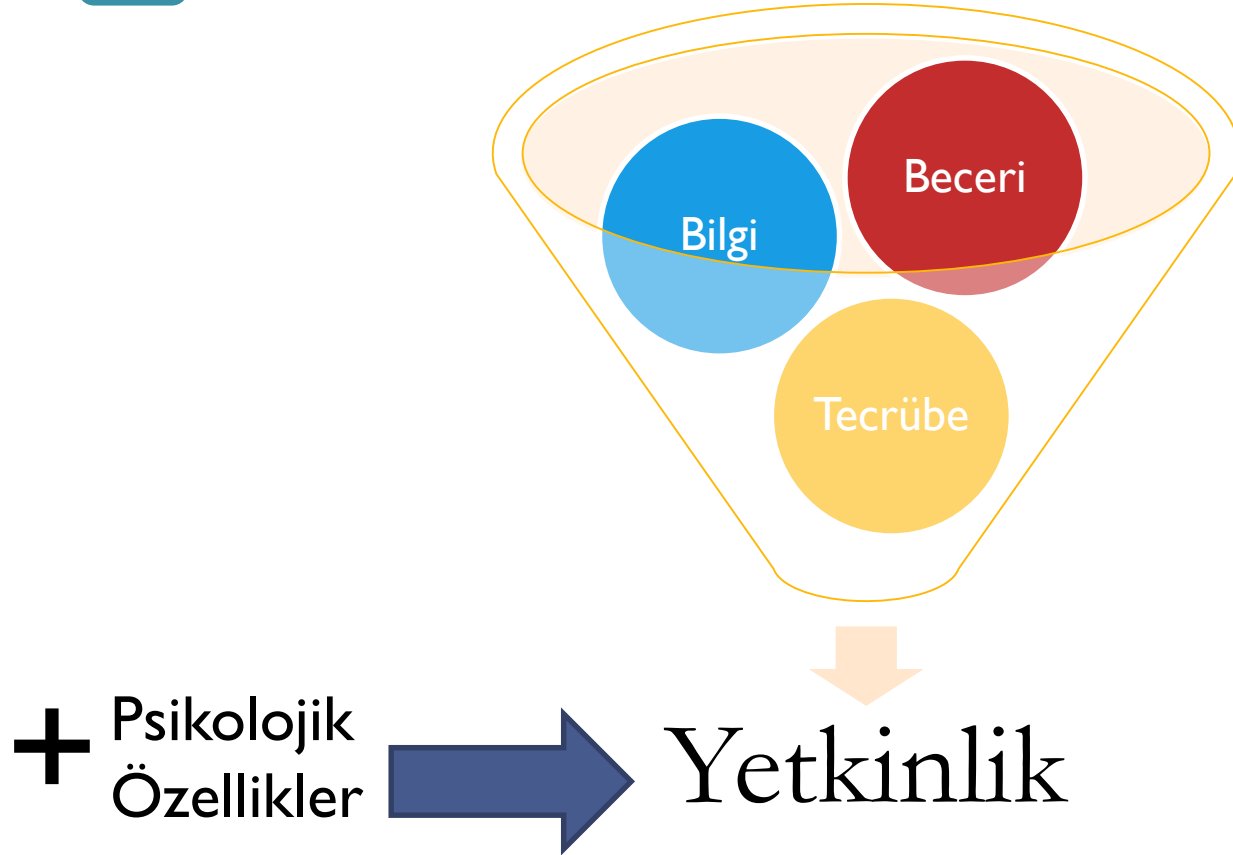 Beceri
Bilgi
Tecrübe
+ Psikolojik
Özellikler
Yetkinlik